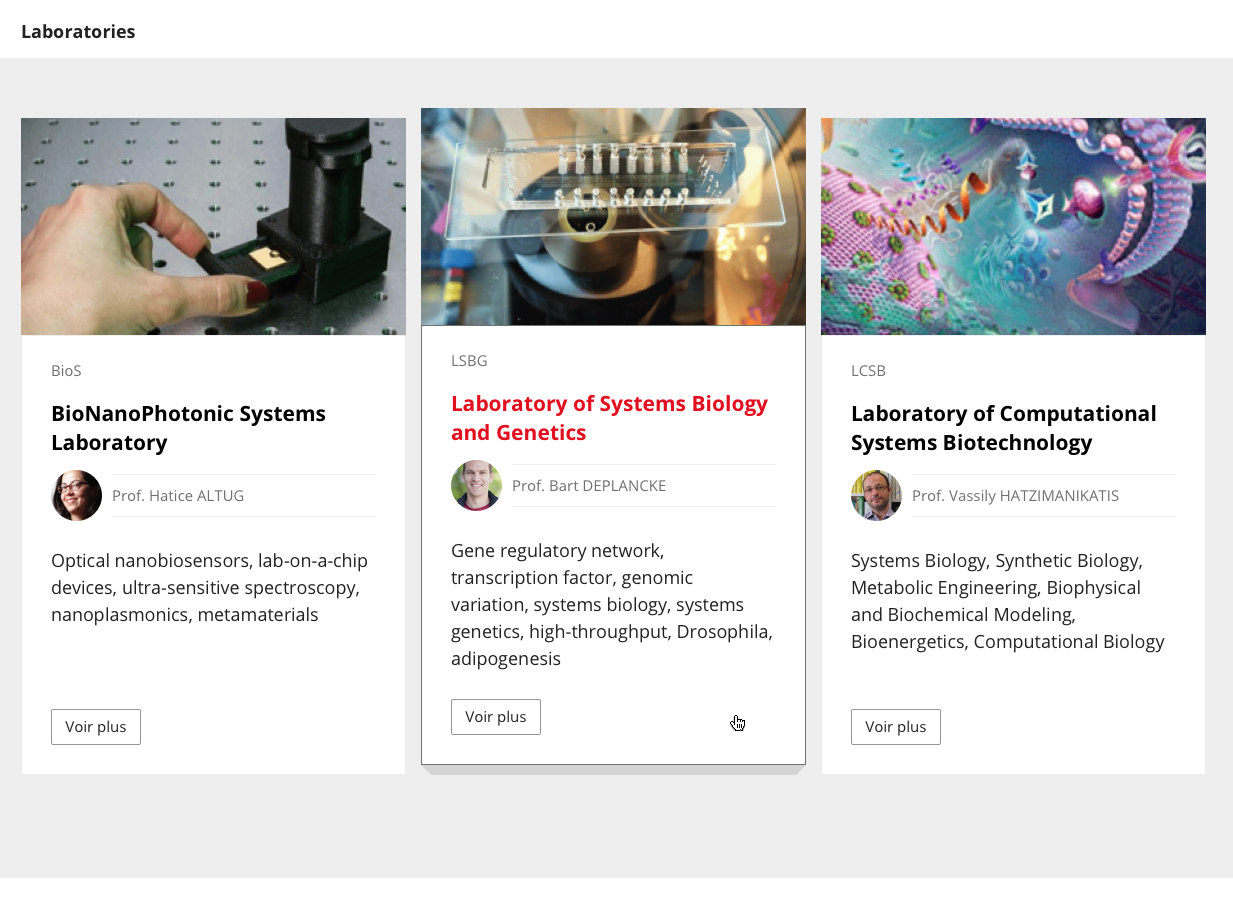 Laboratories
BioS
BioNanoPhotonic Systems
Laboratory
Prof. Hatice ALTUG
Optical nanobiosensors, lab-on-a-chip
devices, ultra-sensitive spectroscopy,
nanoplasmonics, metamaterials
Voir plus
LSBG
Laboratory of Systems Biology
and Genetics
Prof. Bart DEPLANCKE
Gene regulatory network,
transcription factor, genomic
variation, systems biology, systems
genetics, high-throughput, Drosophila,
adipogenesis
Voir plus
LCSB
Laboratory of Computational
Systems Biotechnology
Prof. Vassily HATZIMANIKATIS
Systems Biology, Synthetic Biology,
Metabolic Engineering, Biophysical
and Biochemical Modeling,
Bioenergetics, Computational Biology
Voir plus